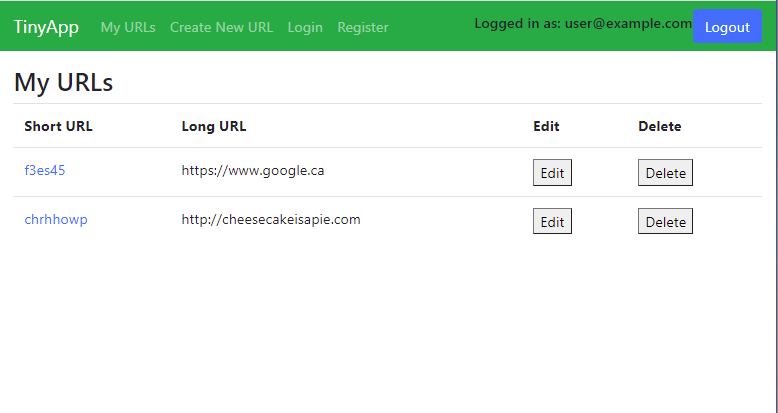 TinyApp My URLs Create New URL Login Register Logged in as: user@example.com Logout
My URLs
Short URL Long URL Edit Delete
f3es45 https://www.google.ca Edit Delete
chrhhowp http://cheesecakeisapie.com Edit Delete